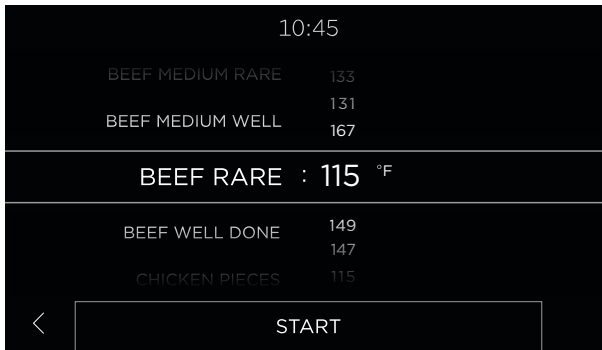 10:45
BEEF MEDIUM RARE 133
131
BEEF MEDIUM WELL 167
BEEF RARE : 115 °F
BEEF WELL DONE 149
147
CHICKEN PIECES 115
START